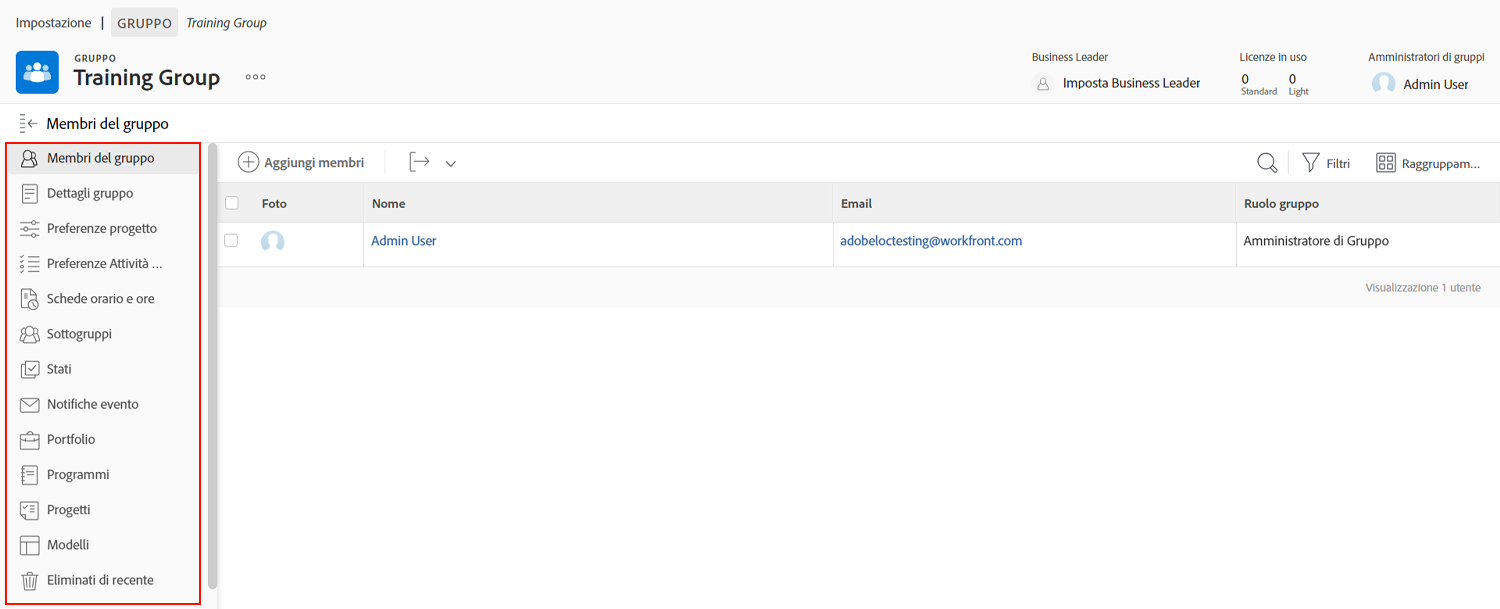 Impostazione | GRUPPO Training Group
GRUPPO
Training Group
Business Leader
Imposta Business Leader
Licenze in uso
0 0
Standard Light
Amministratori di gruppi
Admin User
Membri del gruppo
Membri del gruppo
Dettagli gruppo
Preferenze progetto
Preferenze Attività ...
Schede orario e ore
Sottogruppi
Stati
Notifiche evento
Portfolio
Programmi
Progetti
Modelli
Eliminati di recente
Aggiungi membri
Filtri
Raggruppam...
Foto Nome Email Ruolo gruppo
Admin User adobeloctesting@workfront.com Amministratore di Gruppo
Visualizzazione 1 utente